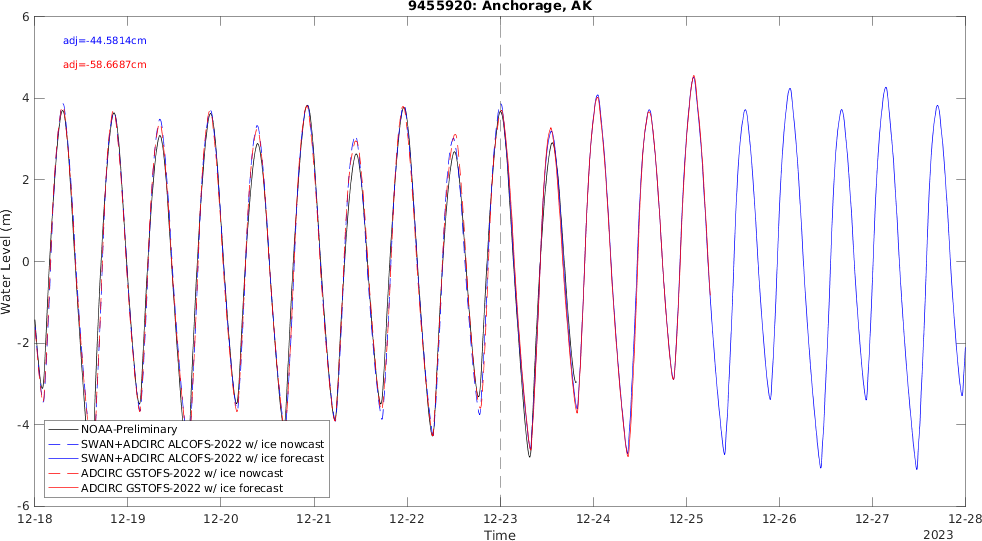 9455920: Anchorage, AK
adj=-44.5814cm
adj=-58.6687cm
6
4
2
0
-2
-4
-6
Water Level (m)
NOAA-Preliminary
SWAN+ADCIRC ALCOFS-2022 w/ ice nowcast
SWAN+ADCIRC ALCOFS-2022 w/ ice forecast
ADCIRC GSTOFS-2022 w/ ice nowcast
ADCIRC GSTOFS-2022 w/ ice forecast
12-18 12-19 12-20 12-21 12-22 12-23 12-24 12-25 12-26 12-27 12-28
Time
2023